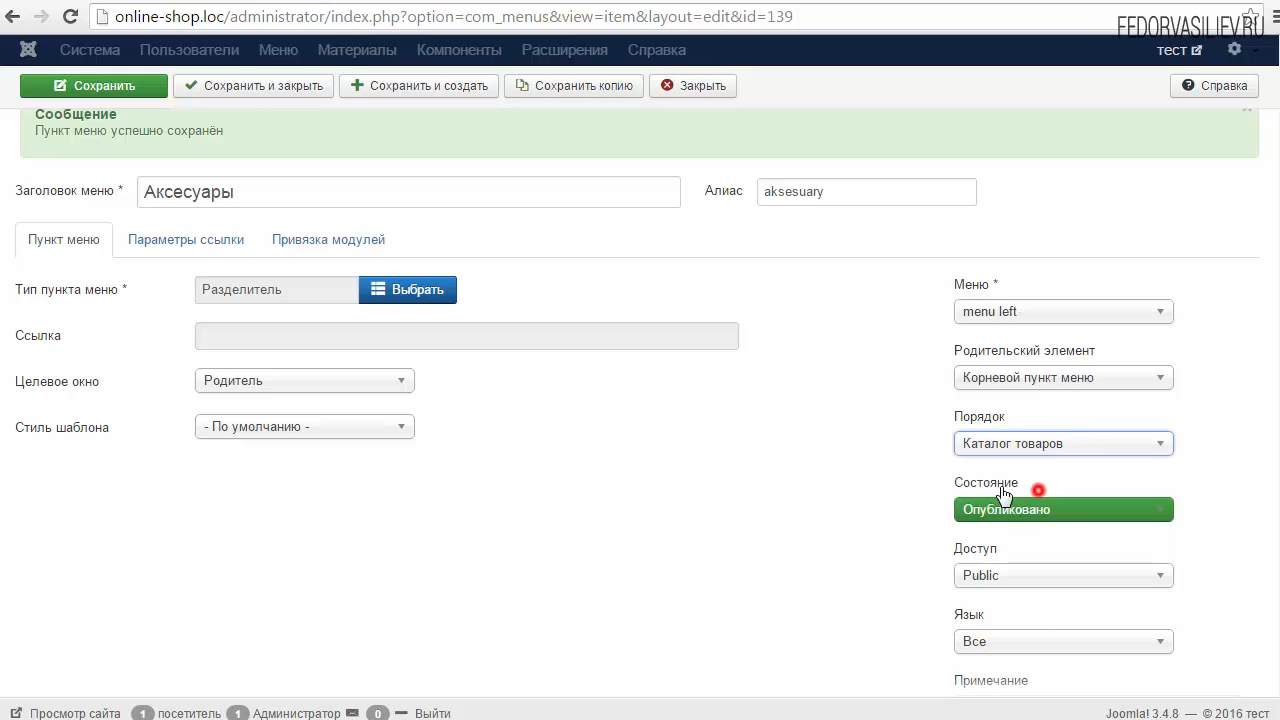 online-shop.loc/administrator/index.php?option=com_menus&view=item&layout=edit&id=139
FEDORVASILIEV.RU
Система Пользователи Меню Материалы Компоненты Расширения Справка тест
Сохранить Сохранить и закрыть Сохранить и создать Сохранить копию Закрыть Справка
Сообщение
Пункт меню успешно сохранён
Заголовок меню * Аксесуары Алиас aksesuary
Пункт меню Параметры ссылки Привязка модулей
Тип пункта меню * Разделитель Выбрать
Ссылка
Целевое окно Родитель
Стиль шаблона - По умолчанию -
Меню *
menu left
Родительский элемент
Корневой пункт меню
Порядок
Каталог товаров
Состояние
Опубликовано
Доступ
Public
Язык
Все
Примечание
Просмотр сайта 1 посетитель 1 Администратор 0 Выйти Joomla! 3.4.8 — © 2016 тест